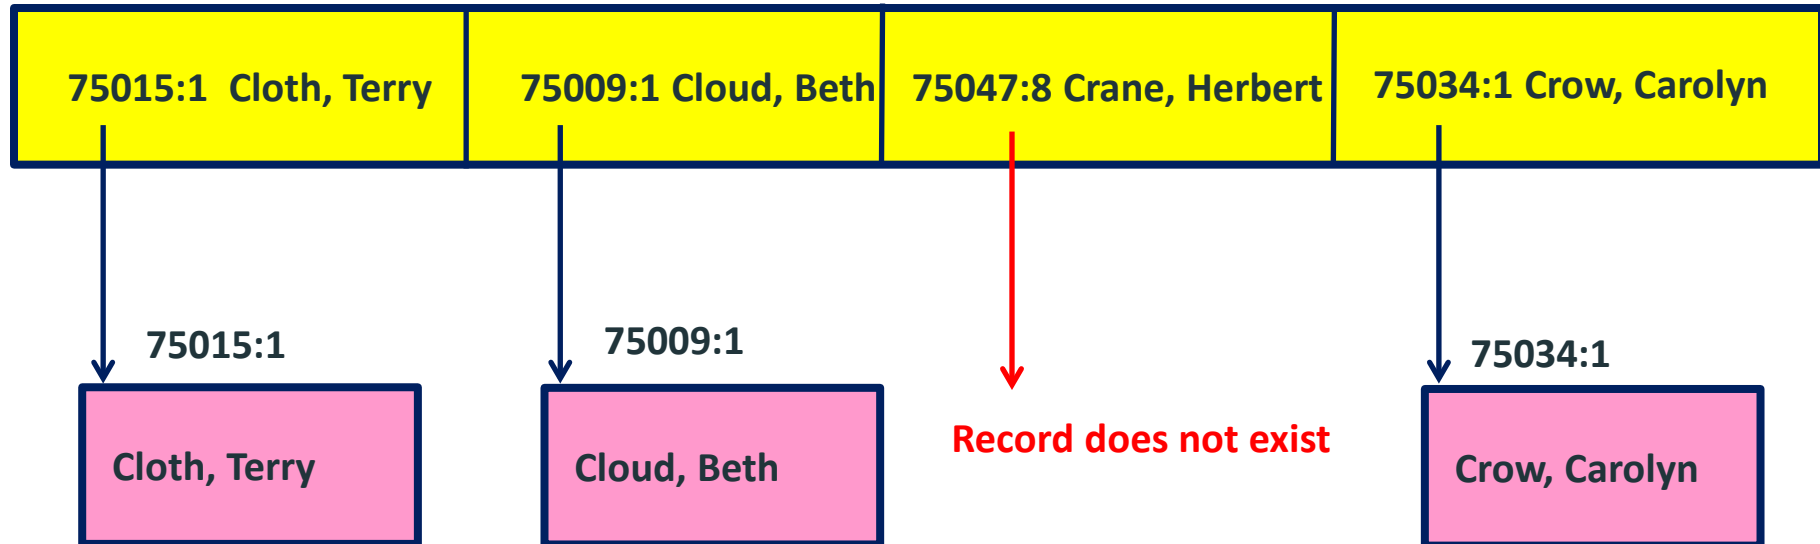 75015:1 Cloth, Terry
75009:1 Cloud, Beth
75047:8 Crane, Herbert
75034:1 Crow, Carolyn
75015:1
75009:1
75034:1
Cloth, Terry
Cloud, Beth
Record does not exist
Crow, Carolyn